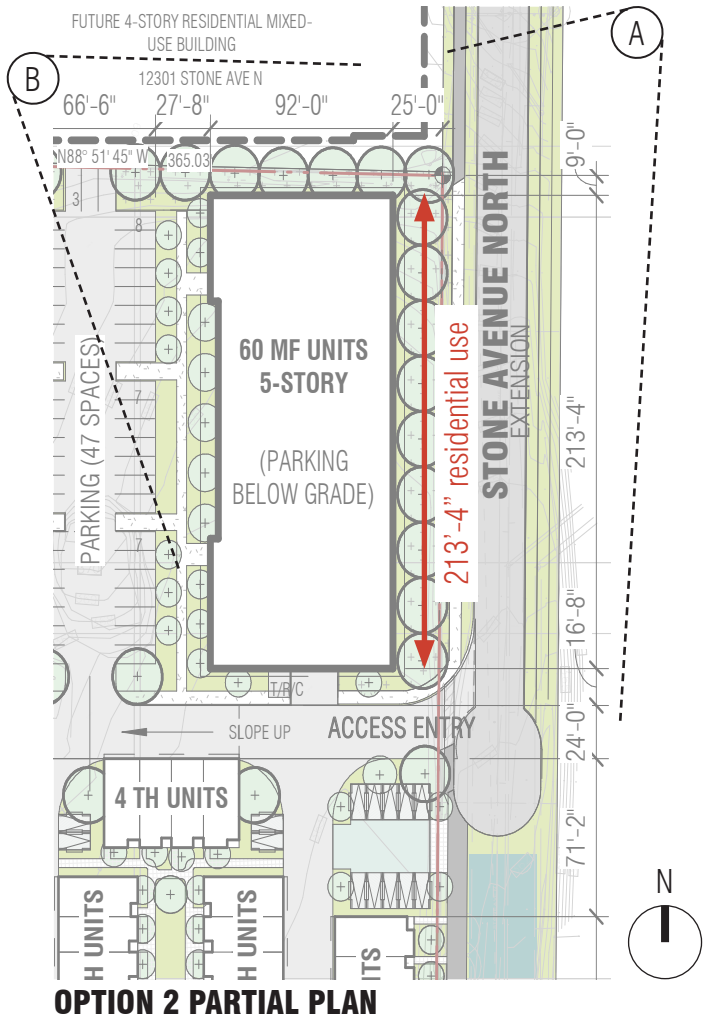 FUTURE 4-STORY RESIDENTIAL MIXED-
USE BUILDING
12301 STONE AVE N
A
B
66'-6"
27'-8"
92'-0"
25'-0"
9'-0"
N88° 51' 45" W
365.03
3
8
7
7
PARKING (47 SPACES)
60 MF UNITS
5-STORY
(PARKING
BELOW GRADE)
213'-4" residential use
STONE AVENUE NORTH
EXTENSION
213'-4"
16'-8"
24'-0"
71'-2"
T/R/C
SLOPE UP
ACCESS ENTRY
4 TH UNITS
H UNITS
H UNITS
ITS
N
OPTION 2 PARTIAL PLAN